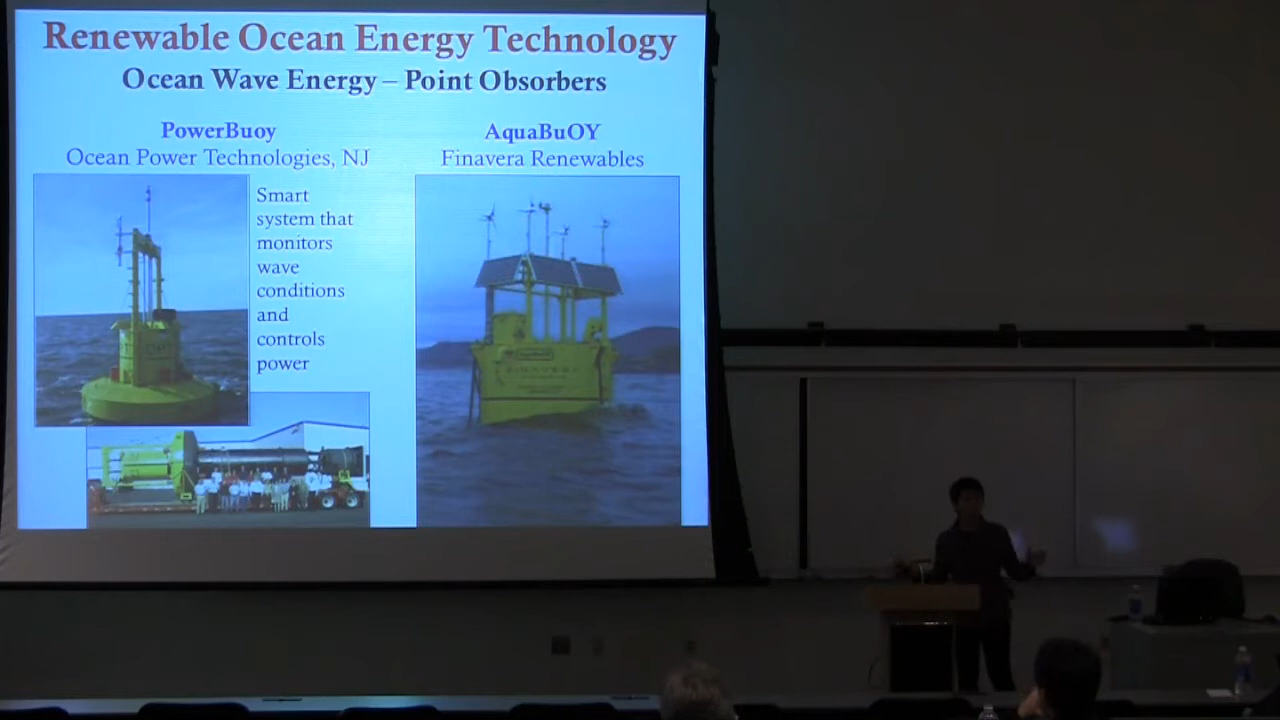 Renewable Ocean Energy Technology
Ocean Wave Energy – Point Obsorbers
PowerBuoy
Ocean Power Technologies, NJ
Smart
system that
monitors
wave
conditions
and
controls
power
AquaBuOY
Finavera Renewables